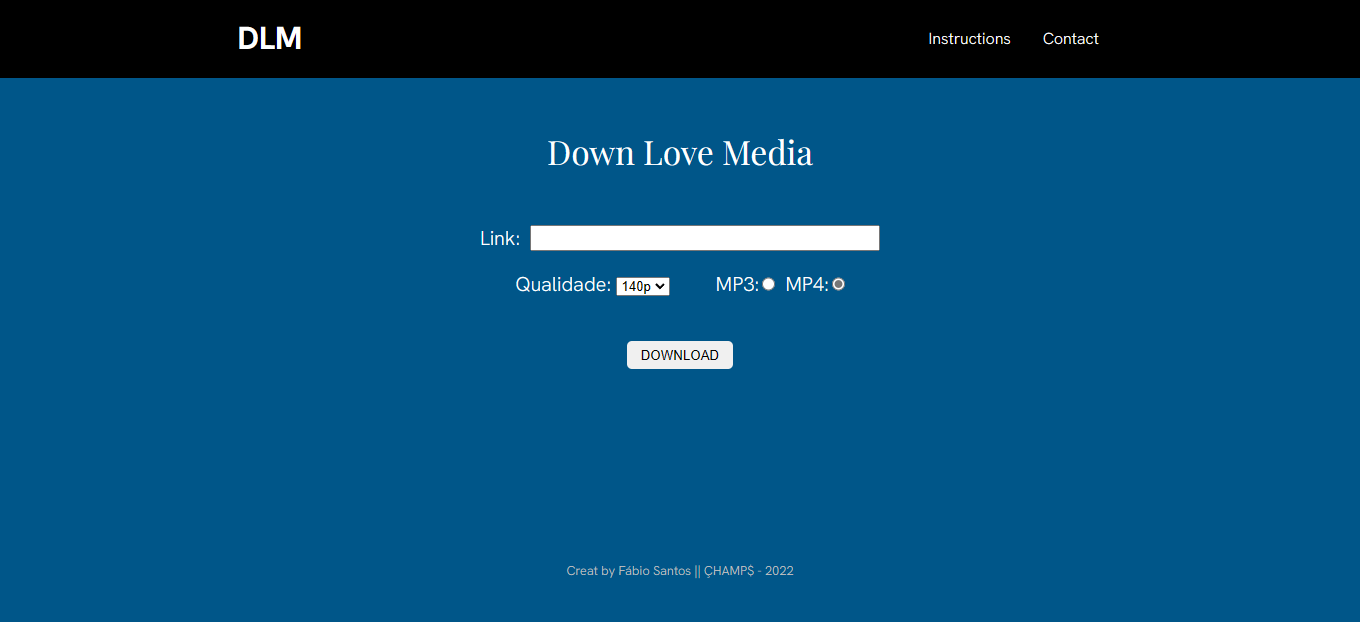 DLM
Instructions Contact
Down Love Media
Link:
Qualidade: 140p MP3: MP4:
DOWNLOAD
Creat by Fábio Santos || ÇHAMP$ - 2022